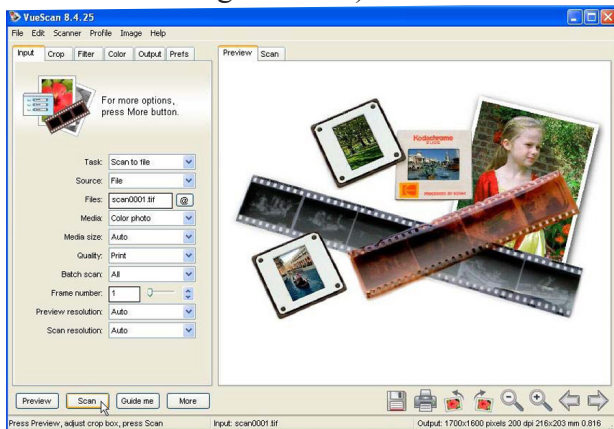 VueScan 8.4.25
File Edit Scanner Profile Image Help
Input Crop Filter Color Output Prefs
Preview Scan
For more options,
press More button.
Task: Scan to file
Source: File
Files: scan0001.tif @
Media: Color photo
Media size: Auto
Quality: Print
Batch scan: All
Frame number: 1
Preview resolution: Auto
Scan resolution: Auto
Kodachrome
Preview Scan Guide me More
Press Preview, adjust crop box, press Scan
Input: scan0001.tif
Output: 1700x1600 pixels 200 dpi 216x203 mm 0.816